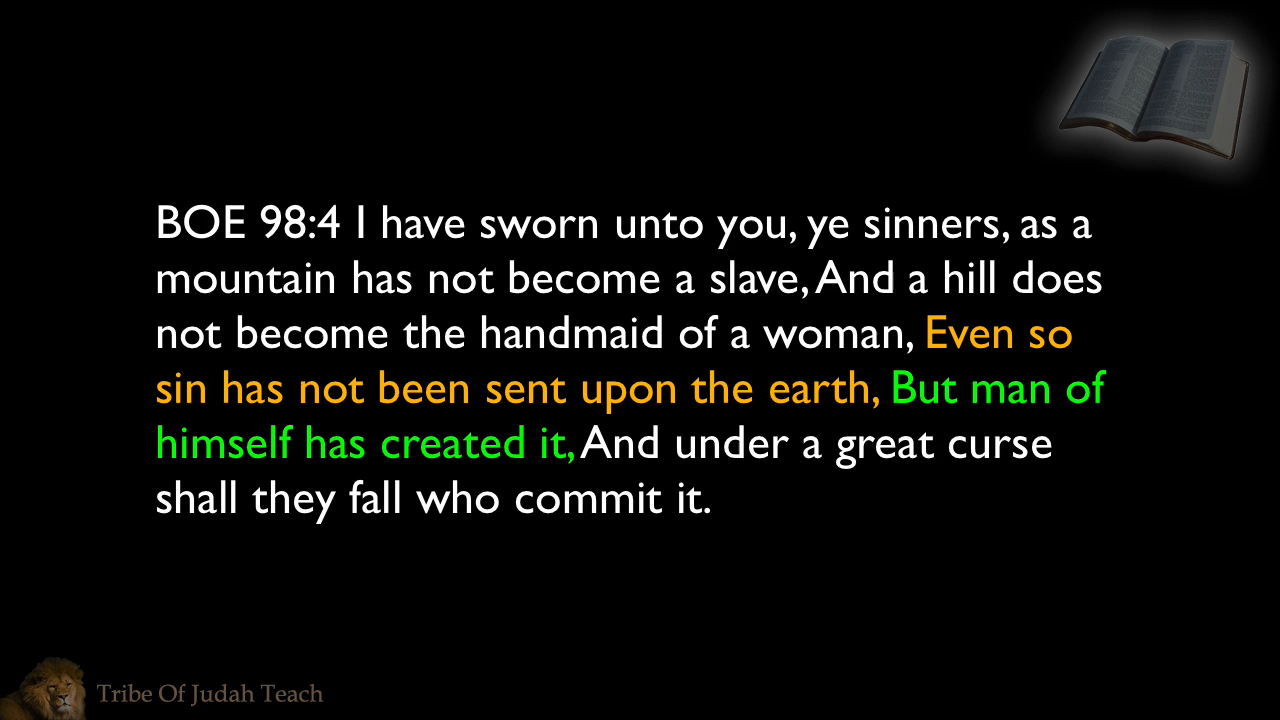 BOE 98:4 I have sworn unto you, ye sinners, as a
mountain has not become a slave, And a hill does
not become the handmaid of a woman, Even so
sin has not been sent upon the earth, But man of
himself has created it, And under a great curse
shall they fall who commit it.
Tribe Of Judah Teach